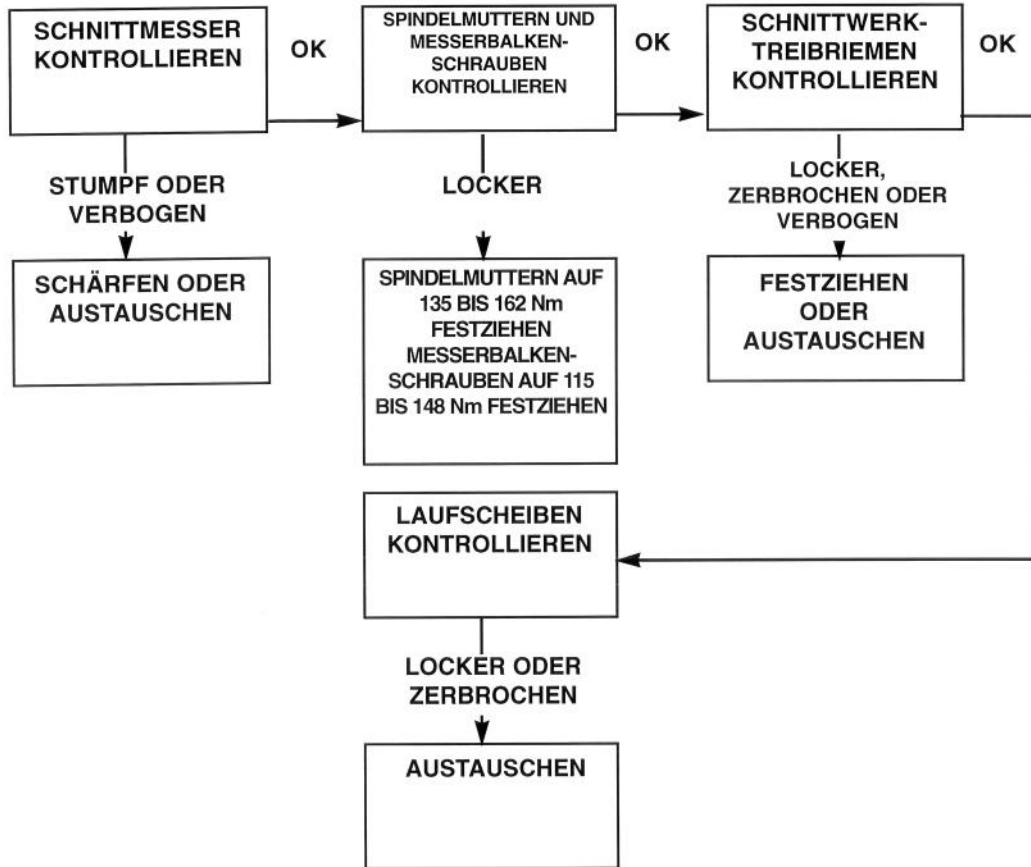 SCHNITTMESSER
KONTROLLIEREN
OK
SPINDELMUTTERN UND
MESSERBALKEN-
SCHRAUBEN
KONTROLLIEREN
OK
SCHNITTWERK-
TREIBRIEMEN
KONTROLLIEREN
OK
STUMPF ODER
VERBOGEN
LOCKER
LOCKER,
ZERBROCHEN ODER
VERBOGEN
SCHÄRFEN ODER
AUSTAUSCHEN
SPINDELMUTTERN AUF
135 BIS 162 Nm
FESTZIEHEN
MESSERBALKEN-
SCHRAUBEN AUF 115
BIS 148 Nm FESTZIEHEN
FESTZIEHEN
ODER
AUSTAUSCHEN
LAUFSCHEIBEN
KONTROLLIEREN
LOCKER ODER
ZERBROCHEN
AUSTAUSCHEN